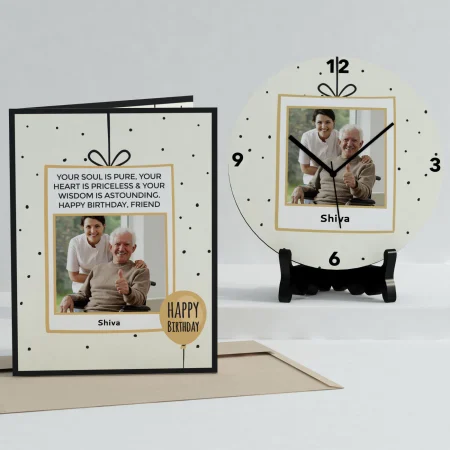 YOUR SOUL IS PURE, YOUR
HEART IS PRICELESS & YOUR
WISDOM IS ASTOUNDING.
HAPPY BIRTHDAY, FRIEND
Shiva
HAPPY
BIRTHDAY
12
9
3
Shiva
6